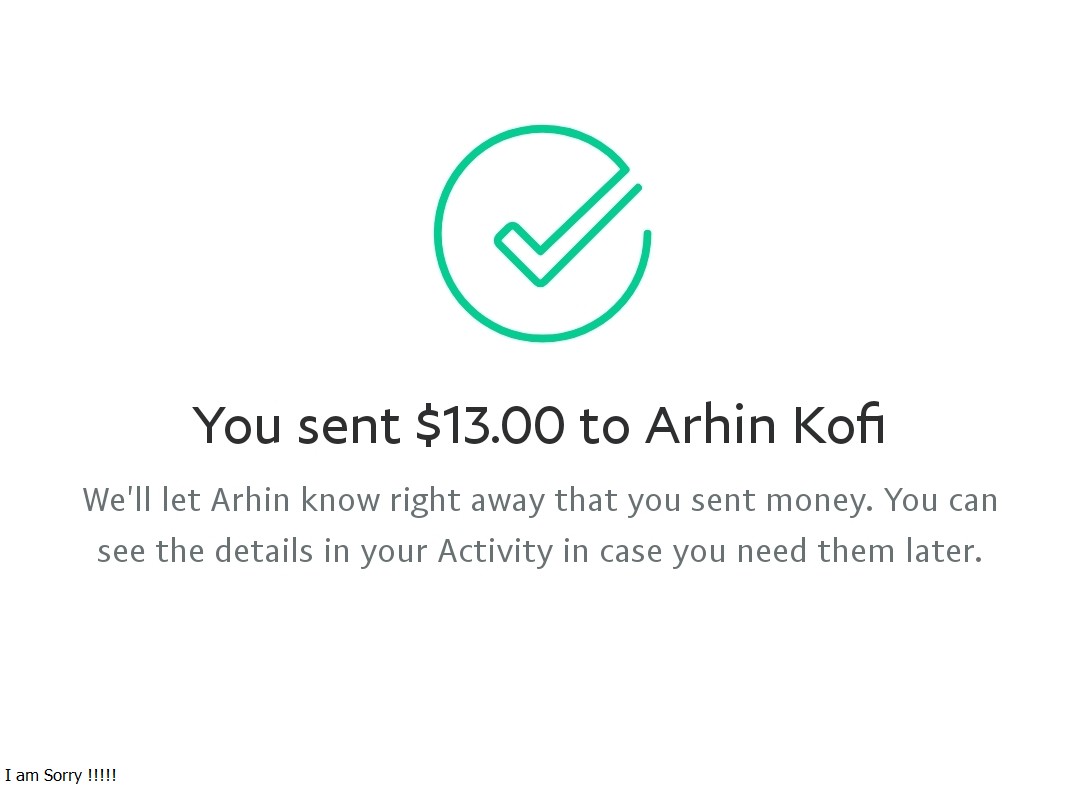 You sent $13.00 to Arhin Kofi
We'll let Arhin know right away that you sent money. You can
see the details in your Activity in case you need them later.
I am Sorry !!!!!